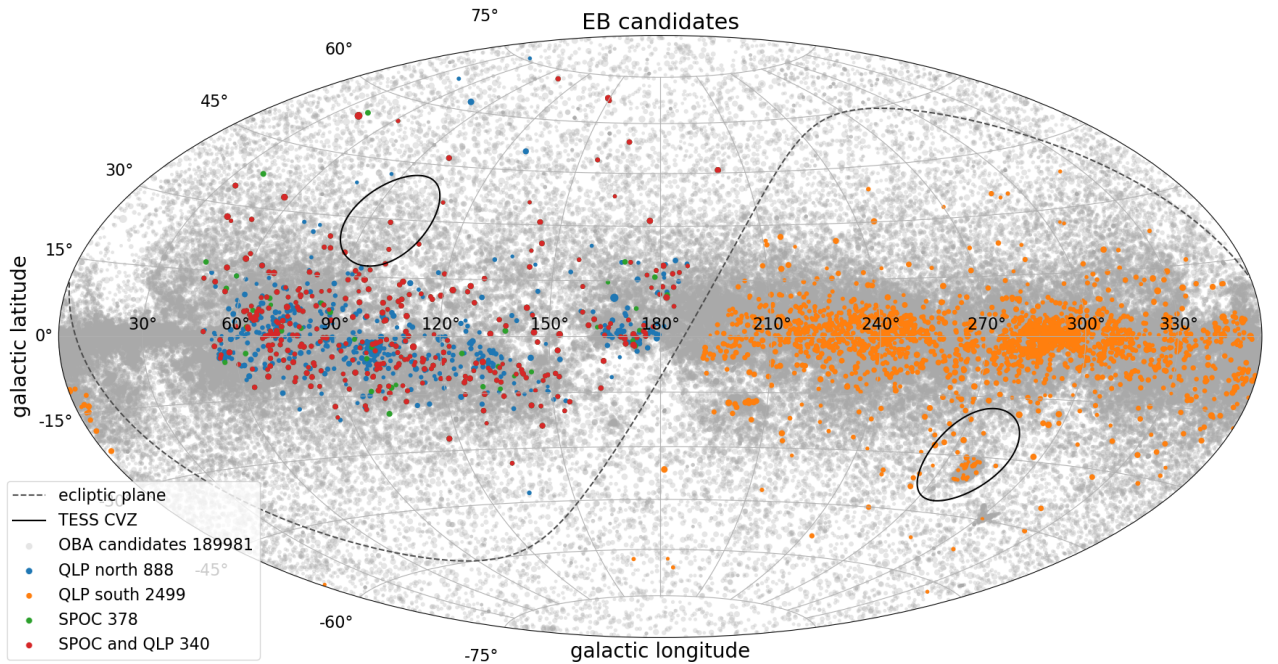 EB candidates
75°
60°
45°
30°
15°
0°
-15°
-30°
-45°
-60°
-75°
30°
60°
90°
120°
150°
180°
210°
240°
270°
300°
330°
galactic latitude
galactic longitude
ecliptic plane
TESS CVZ
OBA candidates 189981
QLP north 888
QLP south 2499
SPOC 378
SPOC and QLP 340